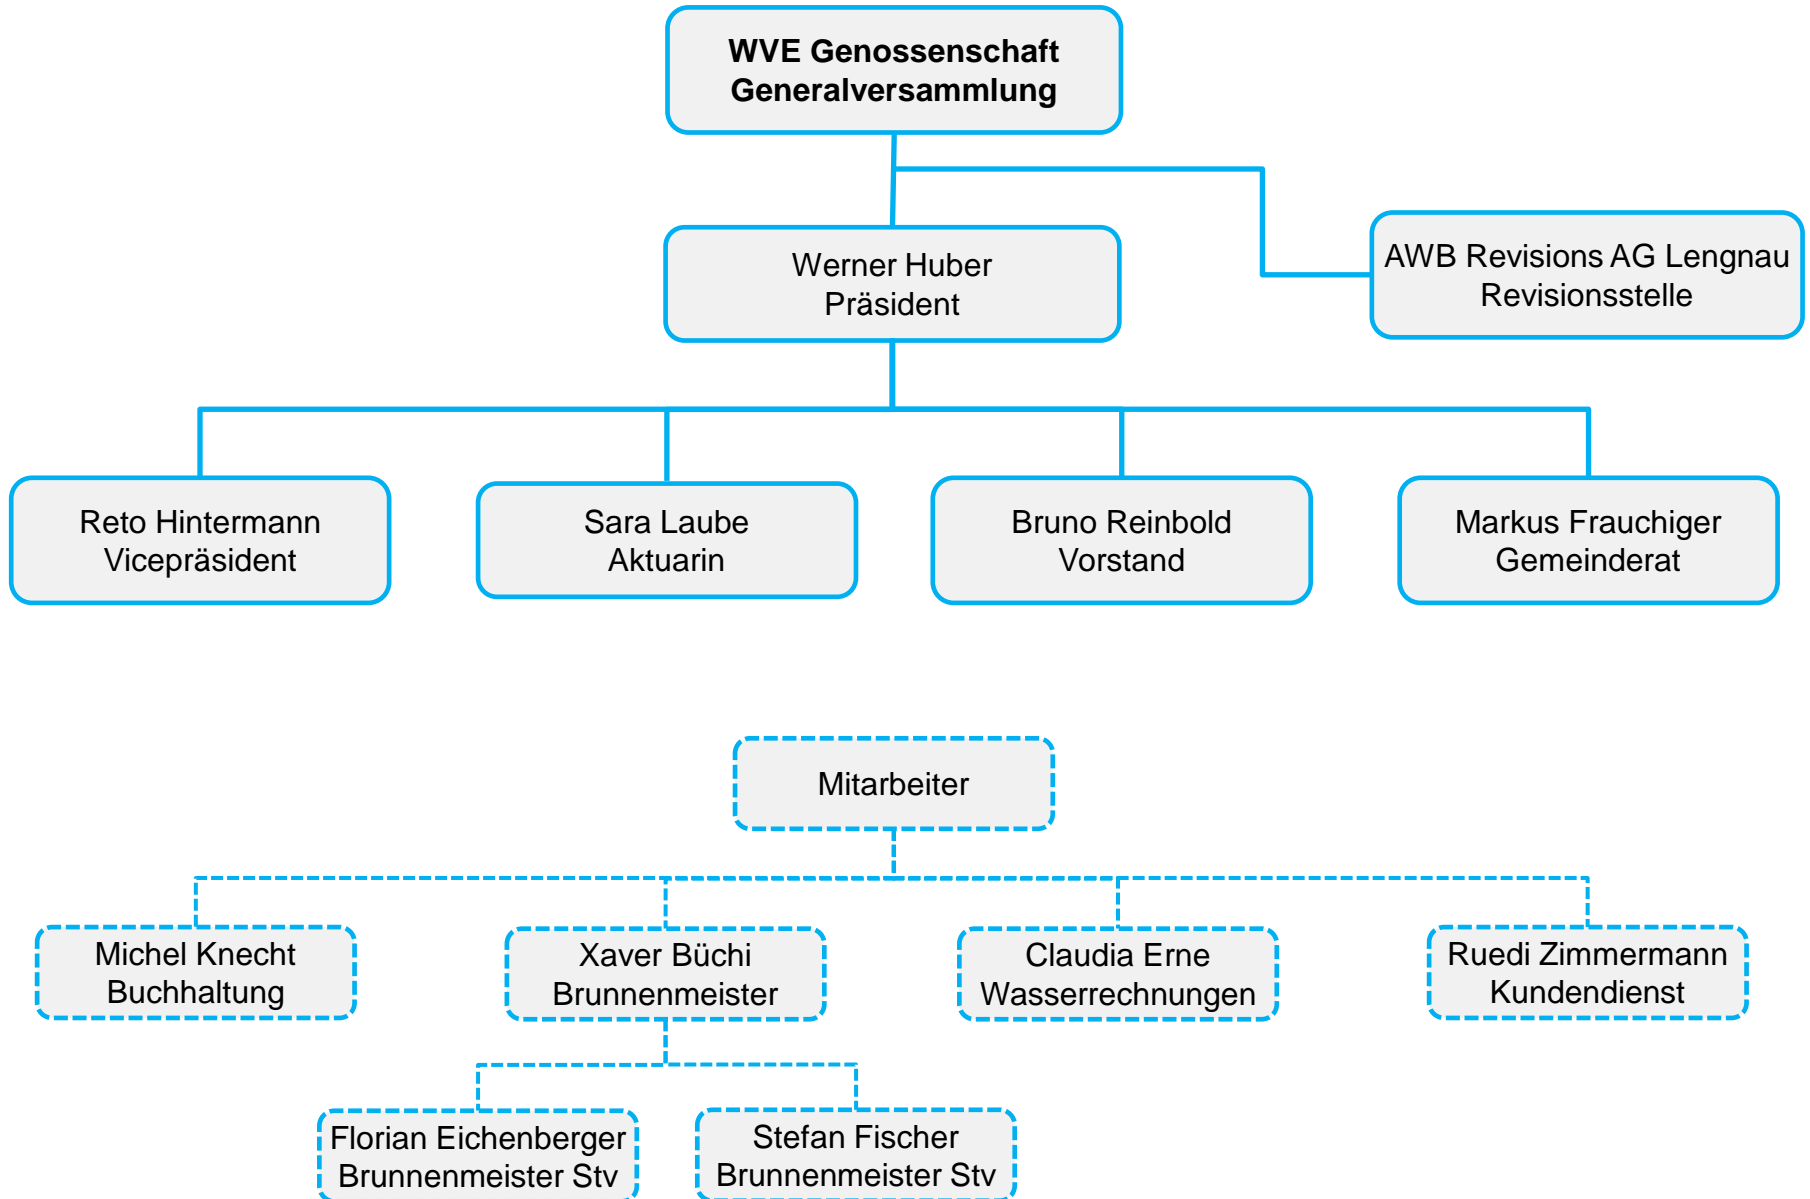 WVE Genossenschaft
Generalversammlung
Werner Huber
Präsident
AWB Revisions AG Lengnau
Revisionsstelle
Reto Hintermann
Vicepräsident
Sara Laube
Aktuarin
Bruno Reinbold
Vorstand
Markus Frauchiger
Gemeinderat
Mitarbeiter
Michel Knecht
Buchhaltung
Xaver Büchi
Brunnenmeister
Claudia Erne
Wasserrechnungen
Ruedi Zimmermann
Kundendienst
Florian Eichenberger
Brunnenmeister Stv
Stefan Fischer
Brunnenmeister Stv